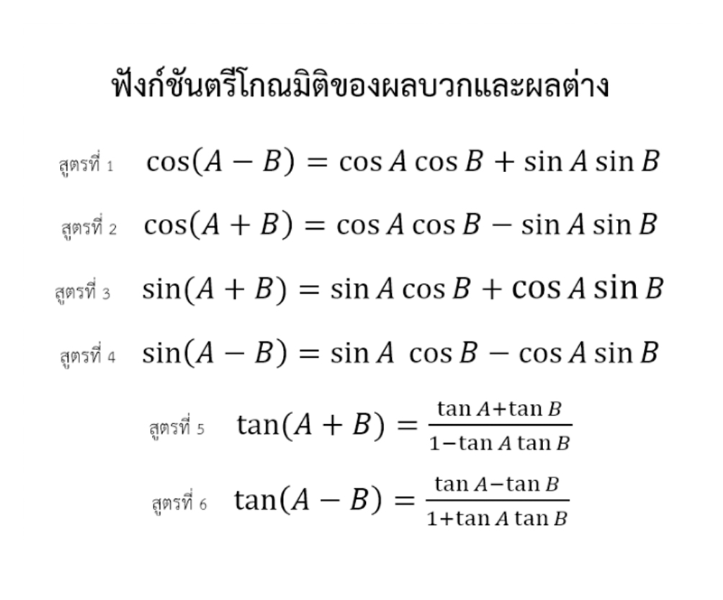 ฟังก์ชันตรีโกณมิติของผลบวกและผลต่าง
สูตรที่ 1 cos(A − B) = cos A cos B + sin A sin B
สูตรที่ 2 cos(A + B) = cos A cos B − sin A sin B
สูตรที่ 3 sin(A + B) = sin A cos B + cos A sin B
สูตรที่ 4 sin(A − B) = sin A cos B − cos A sin B
สูตรที่ 5 tan(A + B) = \frac{tan A+tan B}{1−tan A tan B}
สูตรที่ 6 tan(A − B) = \frac{tan A−tan B}{1+tan A tan B}